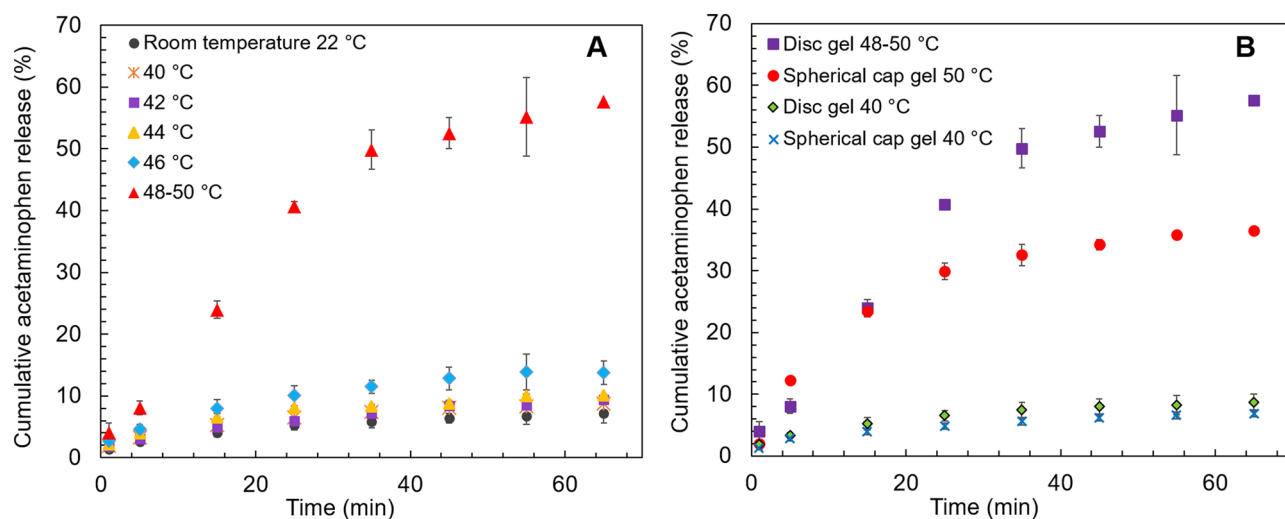 A
Cumulative acetaminophen release (%)
70
60
50
40
30
20
10
0
Room temperature 22 °C
40 °C
42 °C
44 °C
46 °C
48-50 °C
0
20
40
60
Time (min)
B
Cumulative acetaminophen release (%)
70
60
50
40
30
20
10
0
Disc gel 48-50 °C
Spherical cap gel 50 °C
Disc gel 40 °C
Spherical cap gel 40 °C
0
20
40
60
Time (min)